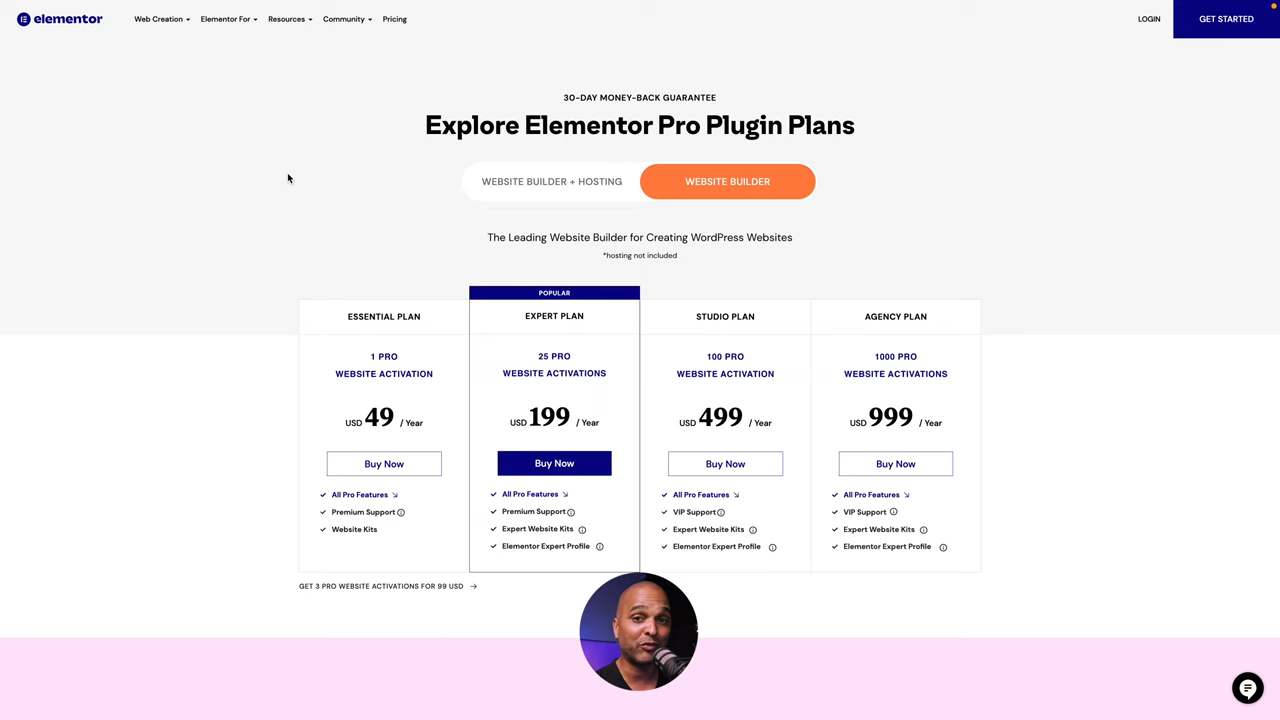 elementor
Web Creation
Elementor For
Resources
Community
Pricing
LOGIN
GET STARTED
30-DAY MONEY-BACK GUARANTEE
Explore Elementor Pro Plugin Plans
WEBSITE BUILDER + HOSTING
WEBSITE BUILDER
The Leading Website Builder for Creating WordPress Websites
*hosting not included
ESSENTIAL PLAN
1 PRO
WEBSITE ACTIVATION
USD 49 / Year
Buy Now
All Pro Features
Premium Support
Website Kits
POPULAR
EXPERT PLAN
25 PRO
WEBSITE ACTIVATIONS
USD 199 / Year
Buy Now
All Pro Features
Premium Support
Expert Website Kits
Elementor Expert Profile
STUDIO PLAN
100 PRO
WEBSITE ACTIVATION
USD 499 / Year
Buy Now
All Pro Features
VIP Support
Expert Website Kits
Elementor Expert Profile
AGENCY PLAN
1000 PRO
WEBSITE ACTIVATIONS
USD 999 / Year
Buy Now
All Pro Features
VIP Support
Expert Website Kits
Elementor Expert Profile
GET 3 PRO WEBSITE ACTIVATIONS FOR 99 USD